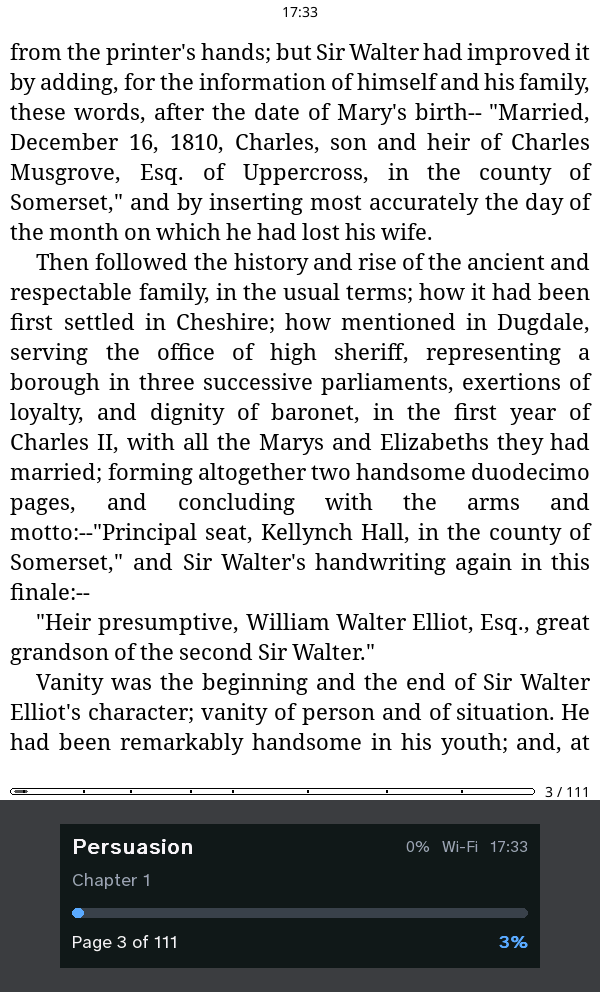 17:33
from the printer's hands; but Sir Walter had improved it
by adding, for the information of himself and his family,
these words, after the date of Mary's birth-- "Married,
December 16, 1810, Charles, son and heir of Charles
Musgrove, Esq. of Uppercross, in the county of
Somerset," and by inserting most accurately the day of
the month on which he had lost his wife.
Then followed the history and rise of the ancient and
respectable family, in the usual terms; how it had been
first settled in Cheshire; how mentioned in Dugdale,
serving the office of high sheriff, representing a
borough in three successive parliaments, exertions of
loyalty, and dignity of baronet, in the first year of
Charles II, with all the Marys and Elizabeths they had
married; forming altogether two handsome duodecimo
pages, and concluding with the arms and
motto:--"Principal seat, Kellynch Hall, in the county of
Somerset," and Sir Walter's handwriting again in this
finale:--
"Heir presumptive, William Walter Elliot, Esq., great
grandson of the second Sir Walter."
Vanity was the beginning and the end of Sir Walter
Elliot's character; vanity of person and of situation. He
had been remarkably handsome in his youth; and, at
3 / 111
Persuasion 0% Wi-Fi 17:33
Chapter 1
Page 3 of 111 3%